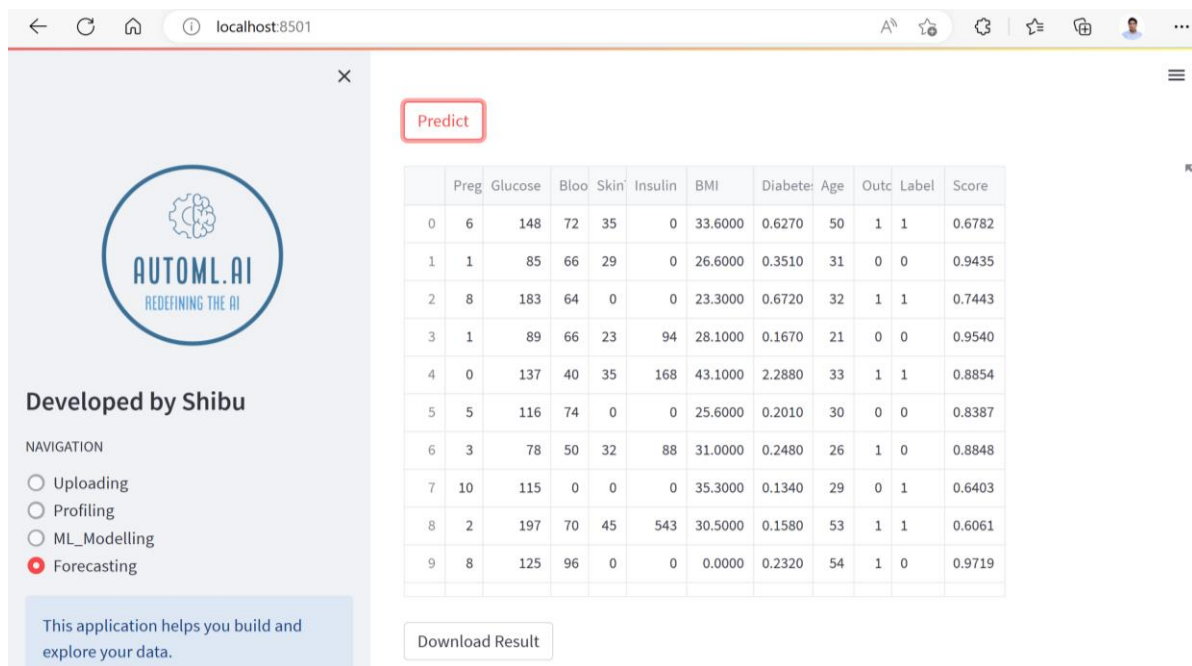 localhost:8501
AUTOML.AI
REDEFINING THE AI
Developed by Shibu
NAVIGATION
Uploading
Profiling
ML_Modelling
Forecasting
This application helps you build and
explore your data.
Predict
Preg Glucose Bloo Skin Insulin BMI Diabete Age Outc Label Score
0 6 148 72 35 0 33.6000 0.6270 50 1 1 0.6782
1 1 85 66 29 0 26.6000 0.3510 31 0 0 0.9435
2 8 183 64 0 0 23.3000 0.6720 32 1 1 0.7443
3 1 89 66 23 94 28.1000 0.1670 21 0 0 0.9540
4 0 137 40 35 168 43.1000 2.2880 33 1 1 0.8854
5 5 116 74 0 0 25.6000 0.2010 30 0 0 0.8387
6 3 78 50 32 88 31.0000 0.2480 26 1 0 0.8848
7 10 115 0 0 0 35.3000 0.1340 29 0 1 0.6403
8 2 197 70 45 543 30.5000 0.1580 53 1 1 0.6061
9 8 125 96 0 0 0.0000 0.2320 54 1 0 0.9719
Download Result